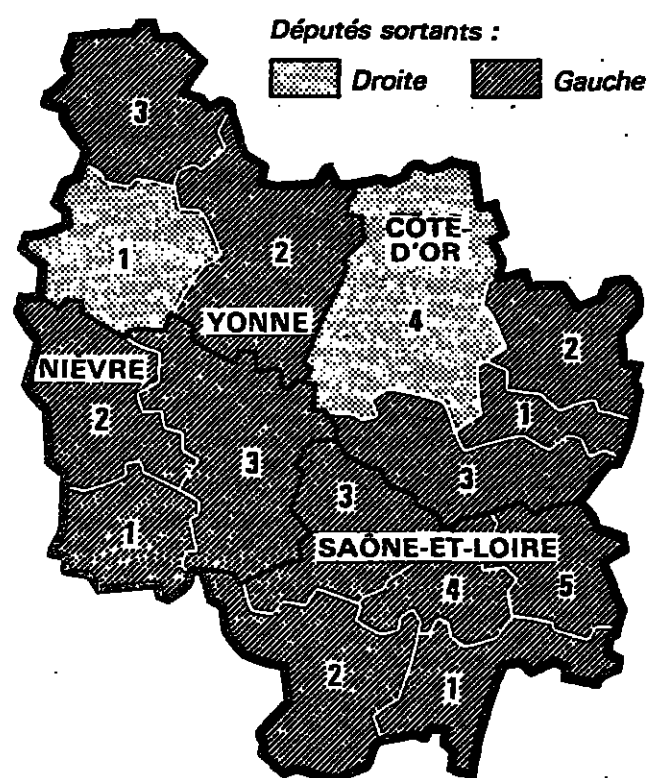 Députés sortants :
Droite Gauche
3
CÔTE-
D'OR
1 2
4
YONNE 2
NIÈVRE
2 1
3 3 3
1 SAÔNE-ET-LOIRE
4 5
2 1